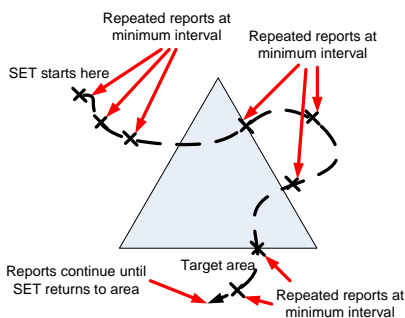 Repeated reports at
minimum interval
Repeated reports at
minimum interval
SET starts here
Target area
Reports continue until
SET returns to area
Repeated reports at
minimum interval